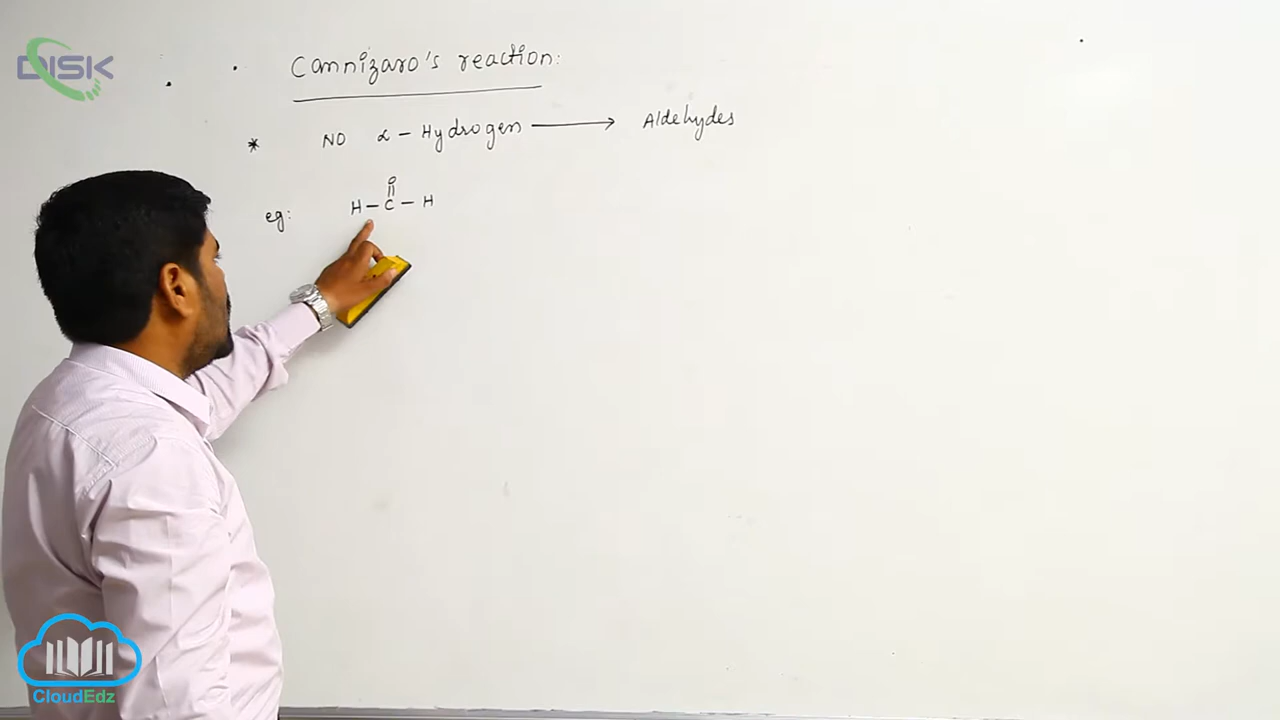 DISK
Cannizaro's reaction:
* NO α - Hydrogen ⟶ Aldehydes
O
||
eg: H - C - H
CloudEdz